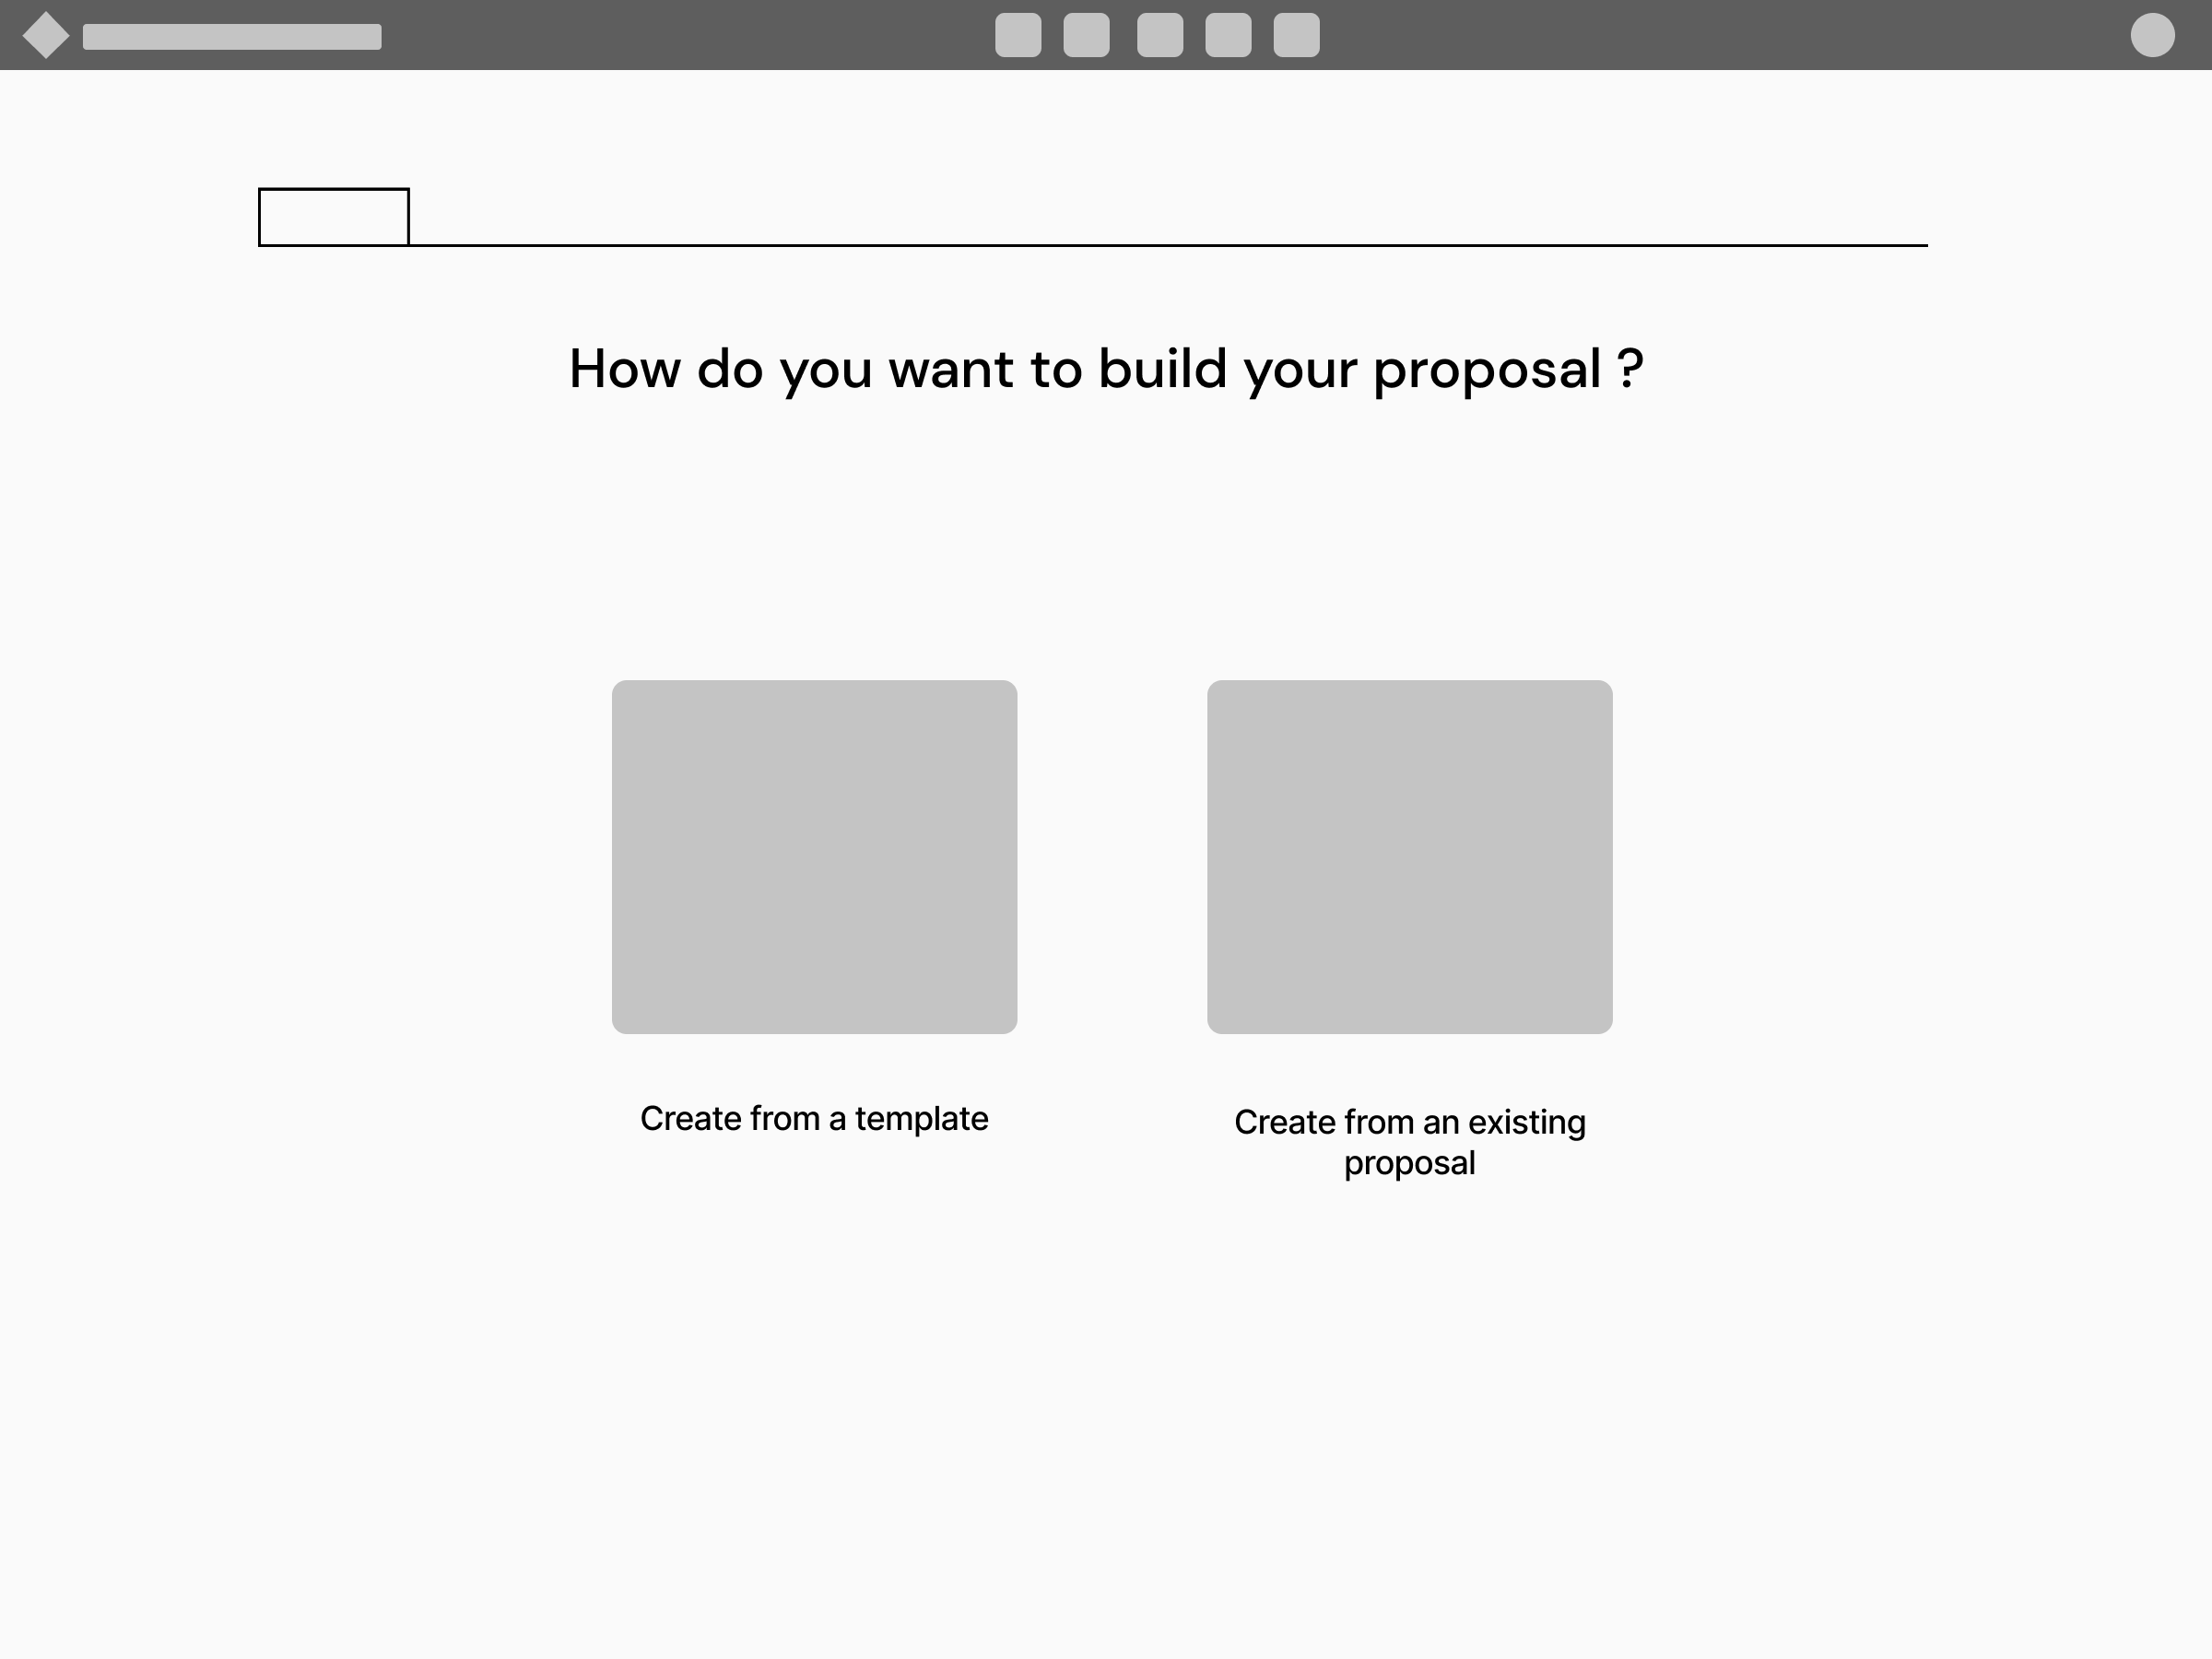 How do you want to build your proposal ?
Create from a template
Create from an existing
proposal